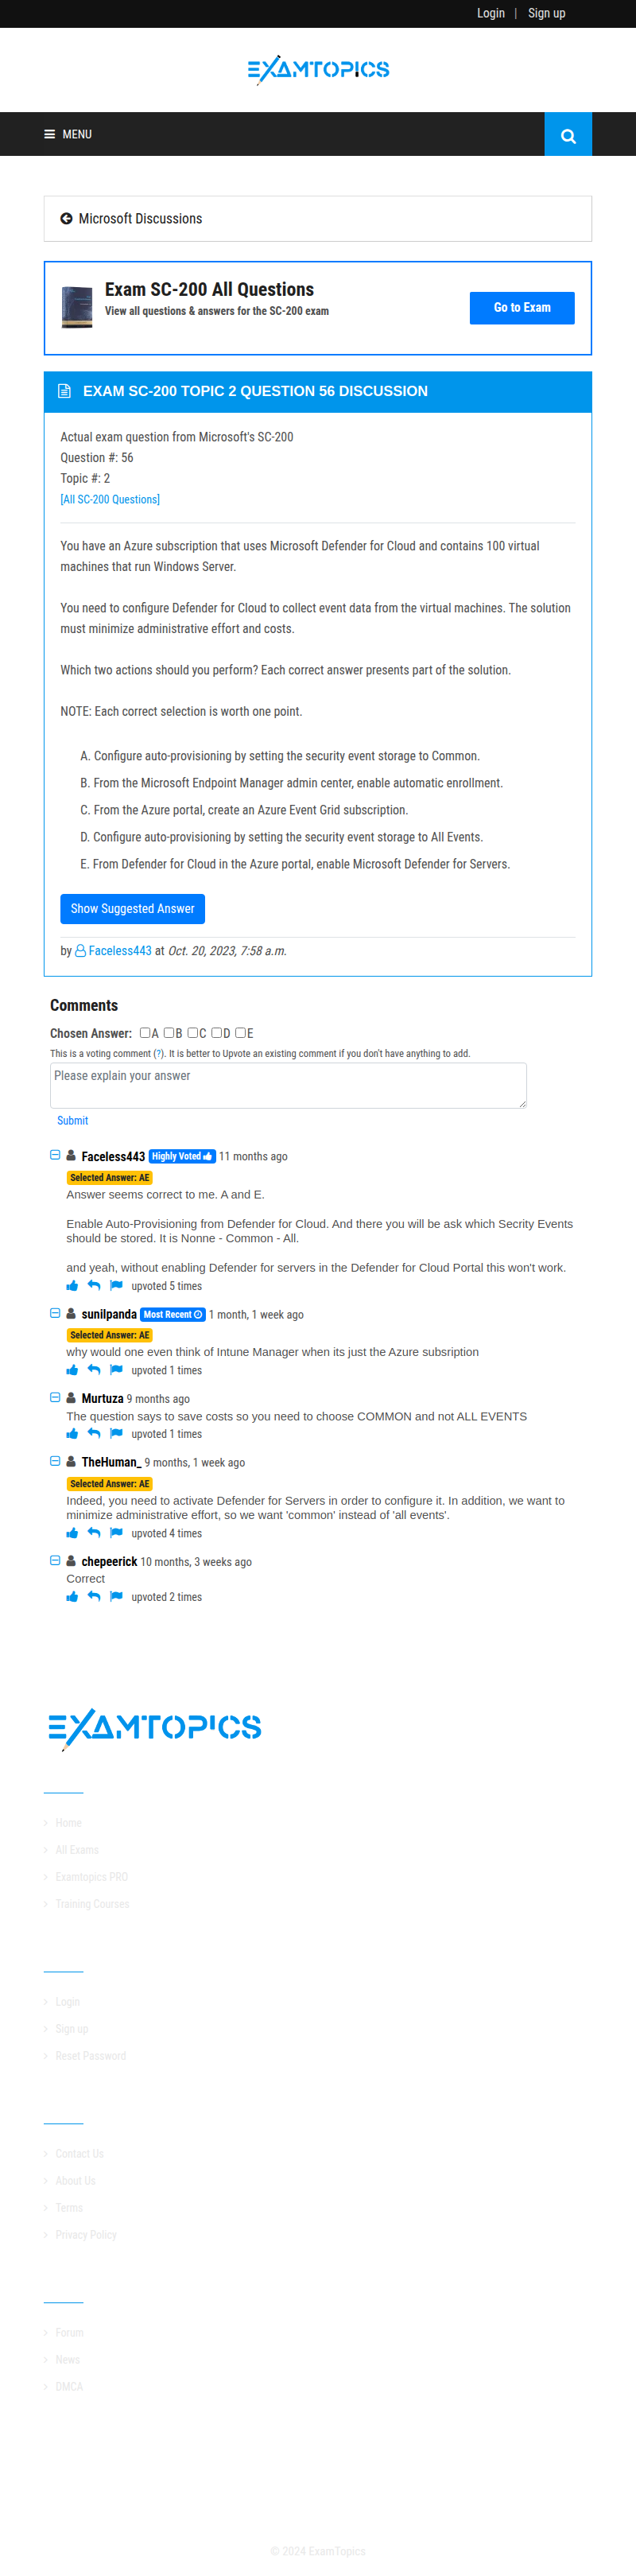 Login | Sign up
EXAMTOPICS
MENU
Microsoft Discussions
Exam SC-200 All Questions
View all questions & answers for the SC-200 exam
Go to Exam
EXAM SC-200 TOPIC 2 QUESTION 56 DISCUSSION
Actual exam question from Microsoft's SC-200
Question #: 56
Topic #: 2
[All SC-200 Questions]
You have an Azure subscription that uses Microsoft Defender for Cloud and contains 100 virtual
machines that run Windows Server.
You need to configure Defender for Cloud to collect event data from the virtual machines. The solution
must minimize administrative effort and costs.
Which two actions should you perform? Each correct answer presents part of the solution.
NOTE: Each correct selection is worth one point.
A. Configure auto-provisioning by setting the security event storage to Common.
B. From the Microsoft Endpoint Manager admin center, enable automatic enrollment.
C. From the Azure portal, create an Azure Event Grid subscription.
D. Configure auto-provisioning by setting the security event storage to All Events.
E. From Defender for Cloud in the Azure portal, enable Microsoft Defender for Servers.
Show Suggested Answer
by Faceless443 at Oct. 20, 2023, 7:58 a.m.
Comments
Chosen Answer: A B C D E
This is a voting comment (?). It is better to Upvote an existing comment if you don't have anything to add.
Please explain your answer
Submit
Faceless443 Highly Voted 11 months ago
Selected Answer: AE
Answer seems correct to me. A and E.
Enable Auto-Provisioning from Defender for Cloud. And there you will be ask which Secrity Events
should be stored. It is Nonne - Common - All.
and yeah, without enabling Defender for servers in the Defender for Cloud Portal this won't work.
upvoted 5 times
sunilpanda Most Recent 1 month, 1 week ago
Selected Answer: AE
why would one even think of Intune Manager when its just the Azure subsription
upvoted 1 times
Murtuza 9 months ago
The question says to save costs so you need to choose COMMON and not ALL EVENTS
upvoted 1 times
TheHuman_ 9 months, 1 week ago
Selected Answer: AE
Indeed, you need to activate Defender for Servers in order to configure it. In addition, we want to
minimize administrative effort, so we want 'common' instead of 'all events'.
upvoted 4 times
chepeerick 10 months, 3 weeks ago
Correct
upvoted 2 times
EXAMTOPICS
Home
All Exams
Examtopics PRO
Training Courses
Login
Sign up
Reset Password
Contact Us
About Us
Terms
Privacy Policy
Forum
News
DMCA
© 2024 ExamTopics